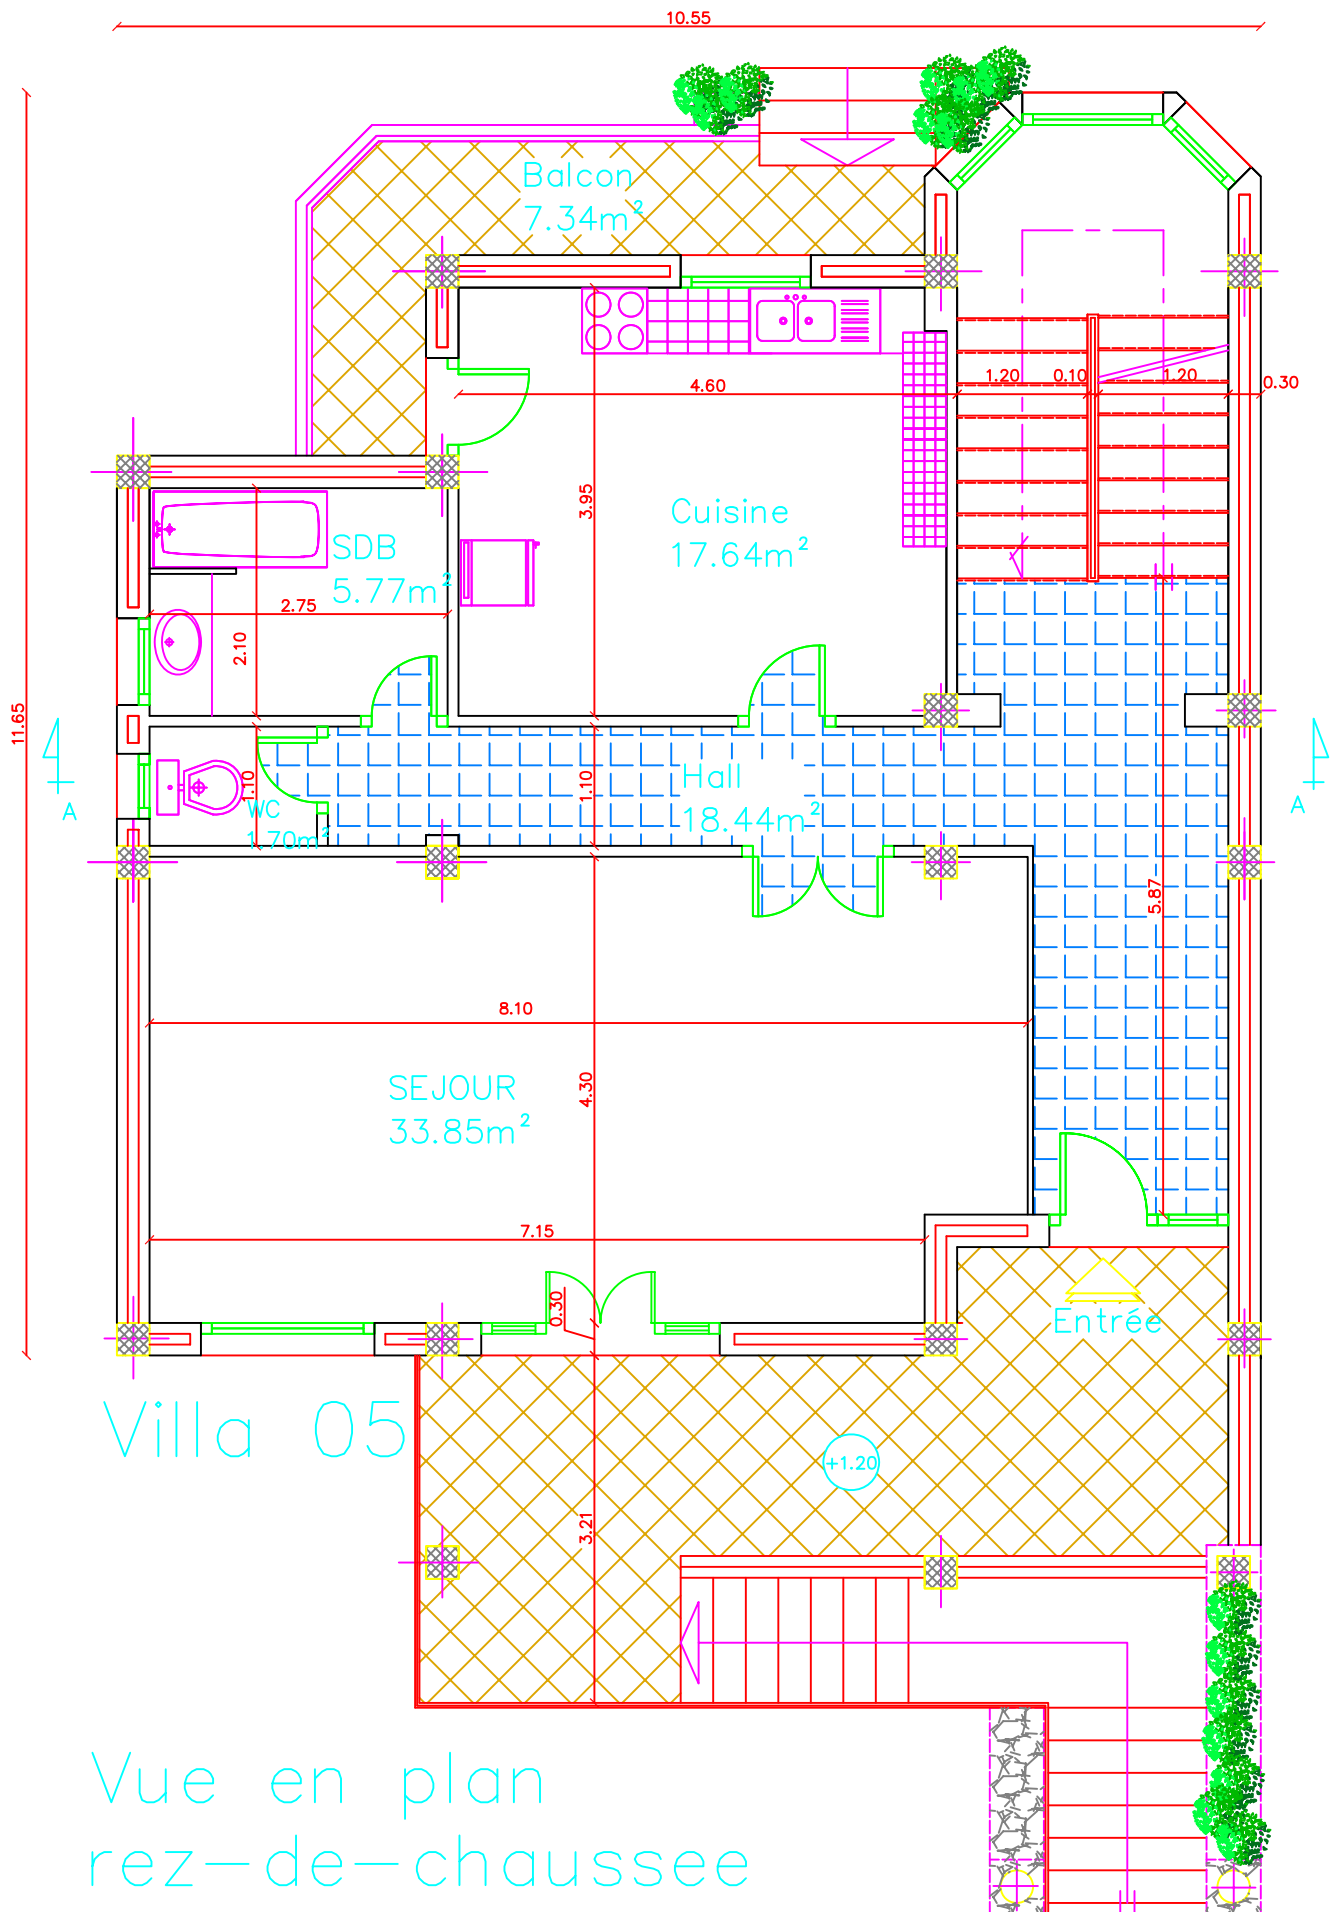 10.55
Balcon
7.34m²
4.60
1.20
0.10
1.20
0.30
3.95
Cuisine
17.64m²
SDB
5.77m²
2.75
2.10
11.65
A
1.10
WC
1.70m²
1.10
Hall
18.44m²
A
5.87
8.10
SEJOUR
33.85m²
4.30
7.15
0.30
Entrée
Villa 05
+1.20
3.21
Vue en plan
rez-de-chaussee